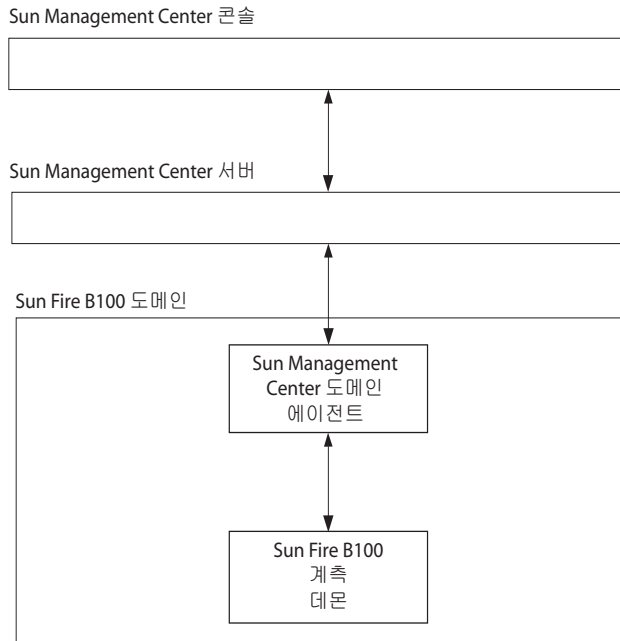 Sun Management Center 콘솔
Sun Management Center 서버
Sun Fire B100 도메인
Sun Management
Center 도메인
에이전트
Sun Fire B100
계측
데몬